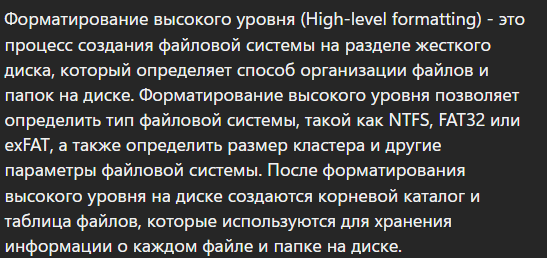 Форматирование высокого уровня (High-level formatting) - это
процесс создания файловой системы на разделе жесткого
диска, который определяет способ организации файлов и
папок на диске. Форматирование высокого уровня позволяет
определить тип файловой системы, такой как NTFS, FAT32 или
exFAT, а также определить размер кластера и другие
параметры файловой системы. После форматирования
высокого уровня на диске создаются корневой каталог и
таблица файлов, которые используются для хранения
информации о каждом файле и папке на диске.